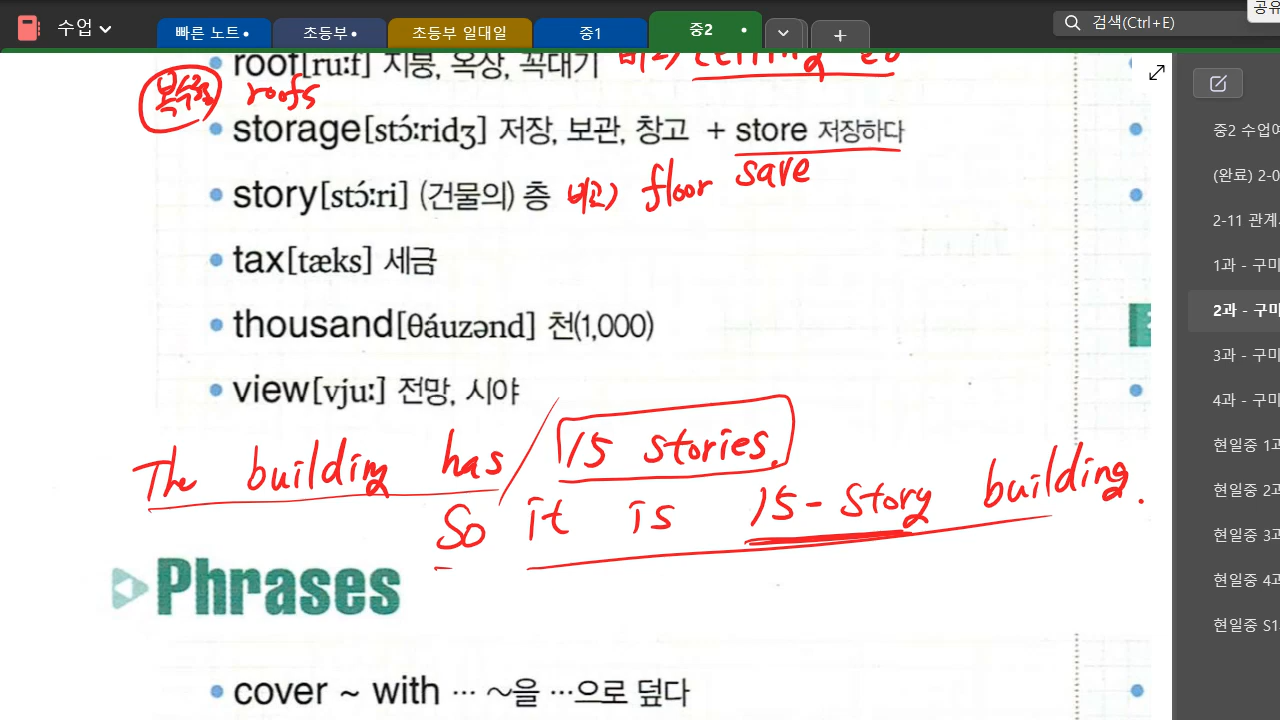 수업
빠른 노트
초등부
초등부 일대일
중1
중2
+
검색(Ctrl+E)
공유
roof[ru:f] 지붕, 옥상, 꼭대기
roofs
storage[stɔ́:ridʒ] 저장, 보관, 창고 + store 저장하다
save
story[stɔ́:ri] (건물의) 층 비교) floor
tax[tæks] 세금
thousand[θáuzənd] 천(1,000)
view[vju:] 전망, 시야
The building has / 15 stories.
So it is 15-story building.
Phrases
cover ~ with … ~을 …으로 덮다
중2 수업
(완료) 2-0
2-11 관계
1과 - 구미
2과 - 구미
3과 - 구미
4과 - 구미
현일중 1과
현일중 2과
현일중 3과
현일중 4과
현일중 S1